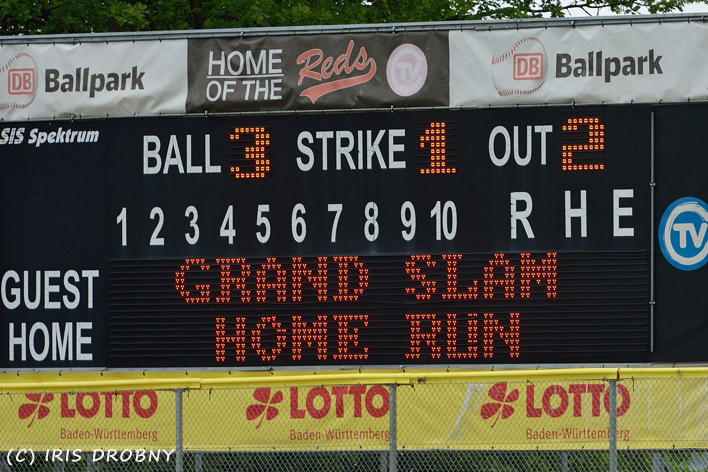 DB Ballpark HOME OF THE Reds TV DB Ballpark
SIS Spektrum
BALL 3 STRIKE 1 OUT 2
1 2 3 4 5 6 7 8 9 10 R H E
TV
GUEST GRAND SLAM
HOME HOME RUN
LOTTO LOTTO LOTTO
Baden-Württemberg Baden-Württemberg Baden-Württemberg
(C) IRIS DROBNY